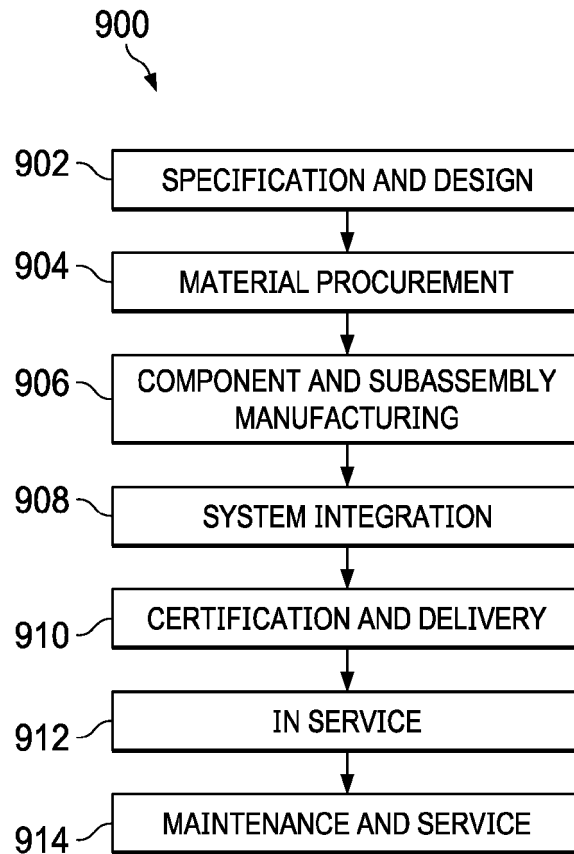 900
902
SPECIFICATION AND DESIGN
904
MATERIAL PROCUREMENT
906
COMPONENT AND SUBASSEMBLY
MANUFACTURING
908
SYSTEM INTEGRATION
910
CERTIFICATION AND DELIVERY
912
IN SERVICE
914
MAINTENANCE AND SERVICE